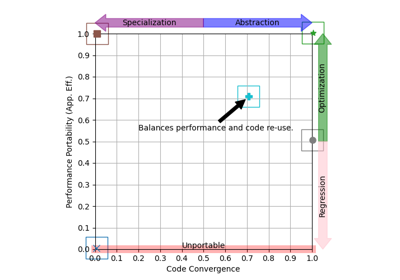 Specialization Abstraction
1.0
0.9
0.8
0.7
0.6
0.5
0.4
0.3
0.2
0.1
0.0
Performance Portability (App. Eff.)
Balances performance and code re-use.
Unportable
Optimization
Regression
0.0 0.1 0.2 0.3 0.4 0.5 0.6 0.7 0.8 0.9 1.0
Code Convergence